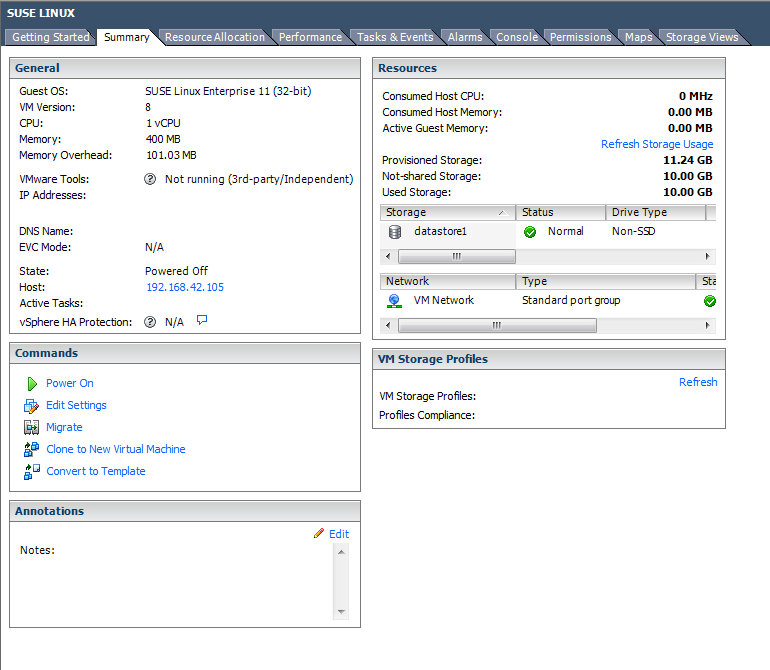 SUSE LINUX
Getting Started Summary Resource Allocation Performance Tasks & Events Alarms Console Permissions Maps Storage Views
General
Guest OS: SUSE Linux Enterprise 11 (32-bit)
VM Version: 8
CPU: 1 vCPU
Memory: 400 MB
Memory Overhead: 101.03 MB
VMware Tools: Not running (3rd-party/Independent)
IP Addresses:
DNS Name:
EVC Mode: N/A
State: Powered Off
Host: 192.168.42.105
Active Tasks:
vSphere HA Protection: N/A
Commands
Power On
Edit Settings
Migrate
Clone to New Virtual Machine
Convert to Template
Annotations
Edit
Notes:
Resources
Consumed Host CPU: 0 MHz
Consumed Host Memory: 0.00 MB
Active Guest Memory: 0.00 MB
Refresh Storage Usage
Provisioned Storage: 11.24 GB
Not-shared Storage: 10.00 GB
Used Storage: 10.00 GB
Storage Status Drive Type
datastore1 Normal Non-SSD
Network Type Sta
VM Network Standard port group
VM Storage Profiles
Refresh
VM Storage Profiles:
Profiles Compliance: